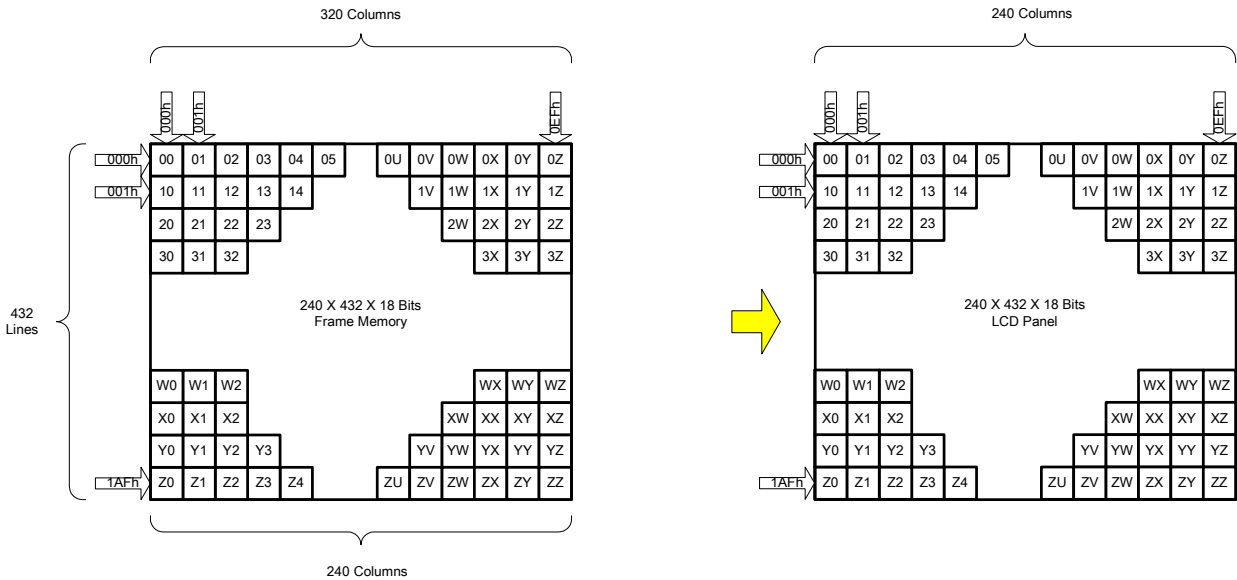 320 Columns
240 Columns
000h 001h 0EFh
000h 001h 0EFh
000h 00 01 02 03 04 05 0U 0V 0W 0X 0Y 0Z
001h 10 11 12 13 14 1V 1W 1X 1Y 1Z
20 21 22 23 2W 2X 2Y 2Z
30 31 32 3X 3Y 3Z
432
Lines
240 X 432 X 18 Bits
Frame Memory
W0 W1 W2 WX WY WZ
X0 X1 X2 XW XX XY XZ
Y0 Y1 Y2 Y3 YV YW YX YY YZ
1AFh Z0 Z1 Z2 Z3 Z4 ZU ZV ZW ZX ZY ZZ
240 Columns
000h 00 01 02 03 04 05 0U 0V 0W 0X 0Y 0Z
001h 10 11 12 13 14 1V 1W 1X 1Y 1Z
20 21 22 23 2W 2X 2Y 2Z
30 31 32 3X 3Y 3Z
240 X 432 X 18 Bits
LCD Panel
W0 W1 W2 WX WY WZ
X0 X1 X2 XW XX XY XZ
Y0 Y1 Y2 Y3 YV YW YX YY YZ
1AFh Z0 Z1 Z2 Z3 Z4 ZU ZV ZW ZX ZY ZZ